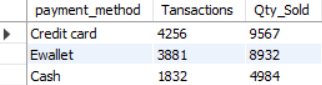 payment_method Tansactions Qty_Sold
Credit card 4256 9567
Ewallet 3881 8932
Cash 1832 4984